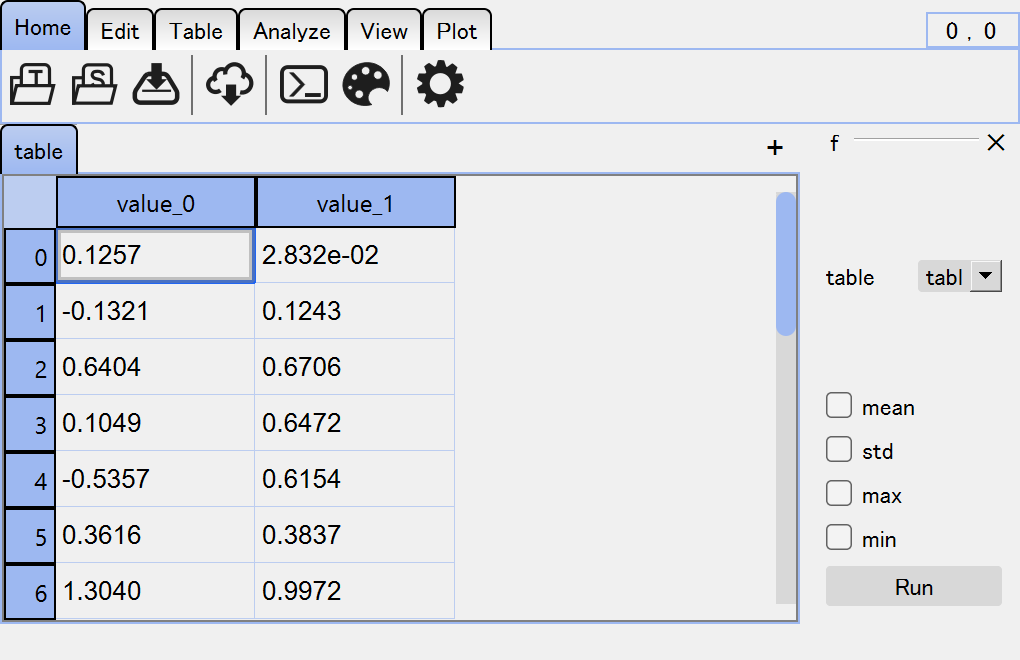 Home Edit Table Analyze View Plot 0 , 0
T S
table + f
value_0 value_1
0 0.1257 2.832e-02
1 -0.1321 0.1243
2 0.6404 0.6706
3 0.1049 0.6472
4 -0.5357 0.6154
5 0.3616 0.3837
6 1.3040 0.9972
table tabl
mean
std
max
min
Run